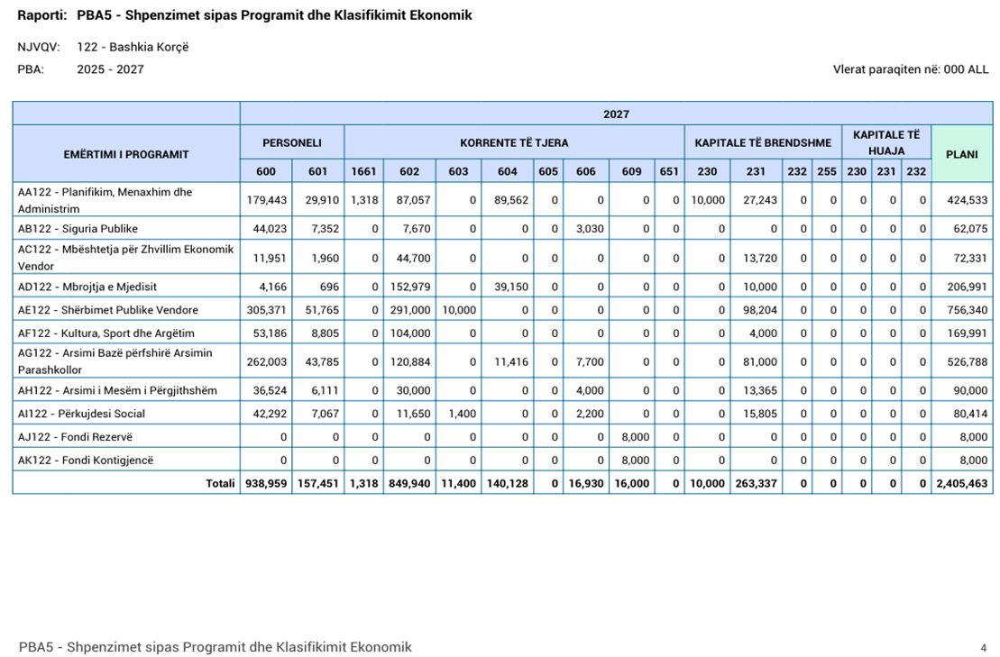 Raporti: PBA5 - Shpenzimet sipas Programit dhe Klasifikimit Ekonomik
NJVQV: 122 - Bashkia Korçë
PBA: 2025 - 2027 Vlerat paraqiten në: 000 ALL
2027
EMËRTIMI I PROGRAMIT PERSONELI KORRENTE TË TJERA KAPITALE TË BRENDSHME KAPITALE TË HUAJA PLANI
600 601 1661 602 603 604 605 606 609 651 230 231 232 255 230 231 232
AA122 - Planifikim, Menaxhim dhe
Administrim 179,443 29,910 1,318 87,057 0 89,562 0 0 0 0 10,000 27,243 0 0 0 0 0 424,533
AB122 - Siguria Publike 44,023 7,352 0 7,670 0 0 0 3,030 0 0 0 0 0 0 0 0 0 62,075
AC122 - Mbështetja për Zhvillim Ekonomik
Vendor 11,951 1,960 0 44,700 0 0 0 0 0 0 0 13,720 0 0 0 0 0 72,331
AD122 - Mbrojtja e Mjedisit 4,166 696 0 152,979 0 39,150 0 0 0 0 0 10,000 0 0 0 0 0 206,991
AE122 - Shërbimet Publike Vendore 305,371 51,765 0 291,000 10,000 0 0 0 0 0 0 98,204 0 0 0 0 0 756,340
AF122 - Kultura, Sport dhe Argëtim 53,186 8,805 0 104,000 0 0 0 0 0 0 0 4,000 0 0 0 0 0 169,991
AG122 - Arsimi Bazë përfshirë Arsimin
Parashkollor 262,003 43,785 0 120,884 0 11,416 0 7,700 0 0 0 81,000 0 0 0 0 0 526,788
AH122 - Arsimi i Mesëm i Përgjithshëm 36,524 6,111 0 30,000 0 0 0 4,000 0 0 0 13,365 0 0 0 0 0 90,000
AI122 - Përkujdesi Social 42,292 7,067 0 11,650 1,400 0 0 2,200 0 0 0 15,805 0 0 0 0 0 80,414
AJ122 - Fondi Rezervë 0 0 0 0 0 0 0 0 8,000 0 0 0 0 0 0 0 0 8,000
AK122 - Fondi Kontigjencë 0 0 0 0 0 0 0 0 8,000 0 0 0 0 0 0 0 0 8,000
Totali 938,959 157,451 1,318 849,940 11,400 140,128 0 16,930 16,000 0 10,000 263,337 0 0 0 0 0 2,405,463
PBA5 - Shpenzimet sipas Programit dhe Klasifikimit Ekonomik 4